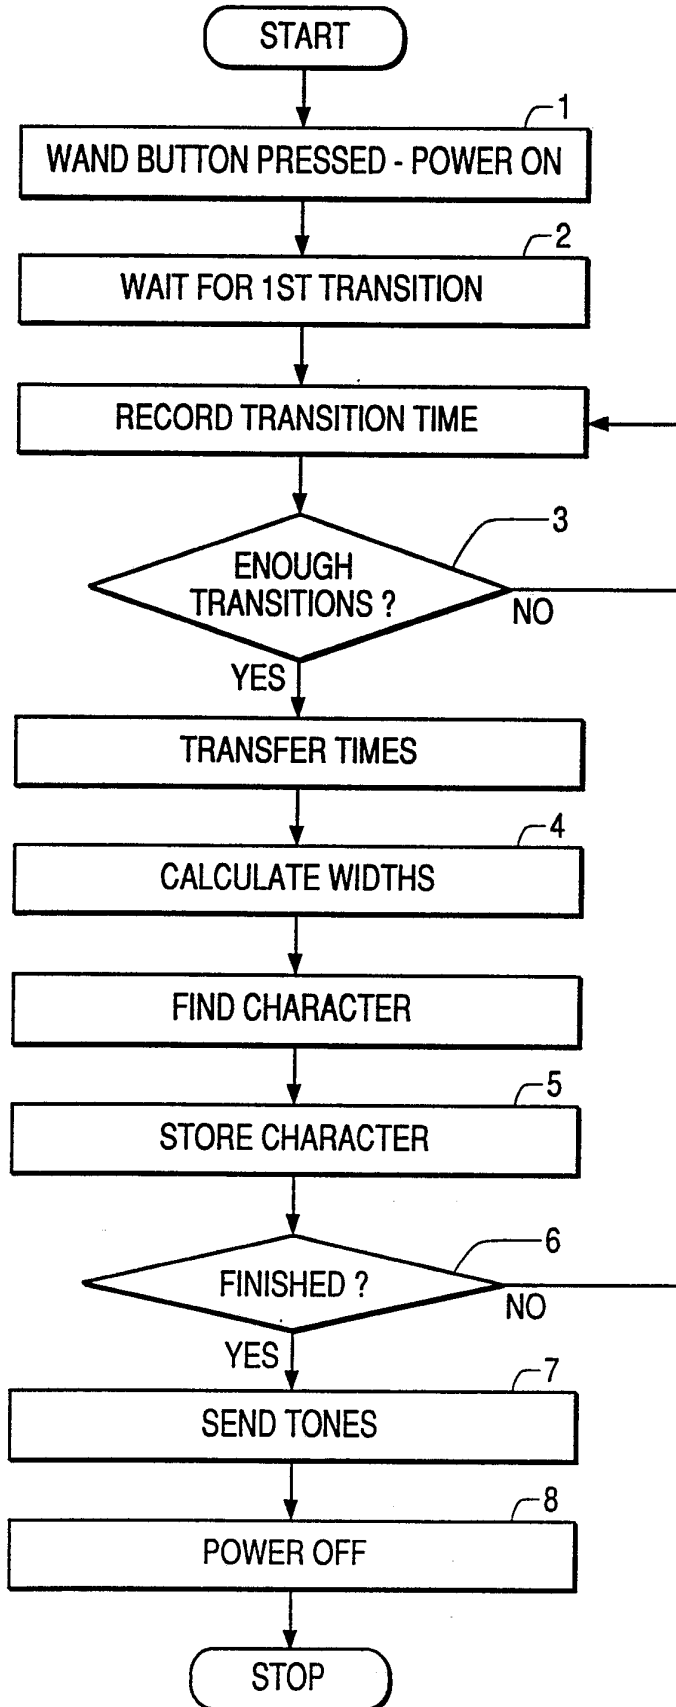 START
1
WAND BUTTON PRESSED - POWER ON
2
WAIT FOR 1ST TRANSITION
RECORD TRANSITION TIME
3
ENOUGH
TRANSITIONS ?
NO
YES
TRANSFER TIMES
4
CALCULATE WIDTHS
FIND CHARACTER
5
STORE CHARACTER
6
FINISHED ?
NO
YES
7
SEND TONES
8
POWER OFF
STOP